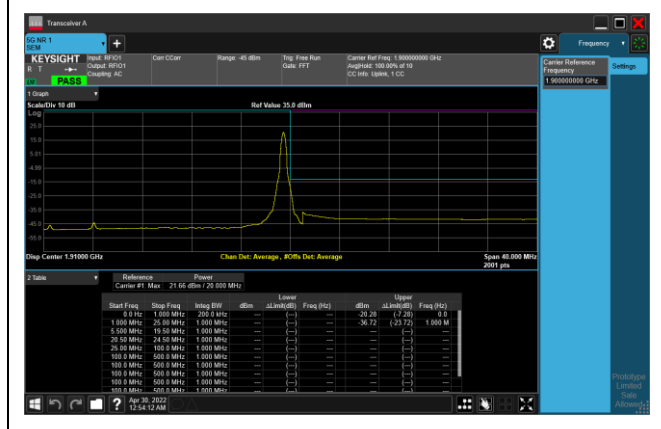 Transceiver A
5G NR 1
SEM
Frequency
KEYSIGHT Input: RFIO1 Corr CCorr Range: -45 dBm Trig: Free Run Carrier Ref Freq: 1.900000000 GHz
R T Output: RFIO1 Gate: FFT Avg|Hold: 100.00% of 10
Coupling: AC CC Info: Uplink, 1 CC
PASS
Carrier Reference
Frequency
1.900000000 GHz
Settings
1 Graph
Scale/Div 10 dB Ref Value 35.0 dBm
Log
25.0
15.0
5.01
-4.99
-15.0
-25.0
-35.0
-45.0
-55.0
Disp Center 1.91000 GHz Chan Det: Average, #Offs Det: Average Span 40.000 MHz
2001 pts
2 Table
Reference Power
Carrier #1 Max 21.66 dBm / 20.000 MHz
Lower Upper
Start Freq Stop Freq Integ BW dBm ΔLimit(dB) Freq (Hz) dBm ΔLimit(dB) Freq (Hz)
0.0 Hz 1.000 MHz 200.0 kHz --- (---) --- -20.28 (-7.28) 0.0
1.000 MHz 25.00 MHz 1.000 MHz --- (---) --- -36.72 (-23.72) 1.000 M
5.500 MHz 19.50 MHz 1.000 MHz --- (---) --- --- (---) ---
20.50 MHz 24.50 MHz 1.000 MHz --- (---) --- --- (---) ---
25.00 MHz 100.0 MHz 1.000 MHz --- (---) --- --- (---) ---
100.0 MHz 500.0 MHz 1.000 MHz --- (---) --- --- (---) ---
100.0 MHz 500.0 MHz 1.000 MHz --- (---) --- --- (---) ---
100.0 MHz 500.0 MHz 1.000 MHz --- (---) --- --- (---) ---
100.0 MHz 500.0 MHz 1.000 MHz --- (---) --- --- (---) ---
Apr 30, 2022
12:54:12 AM
Prototype
Limited
Sale
Allowed